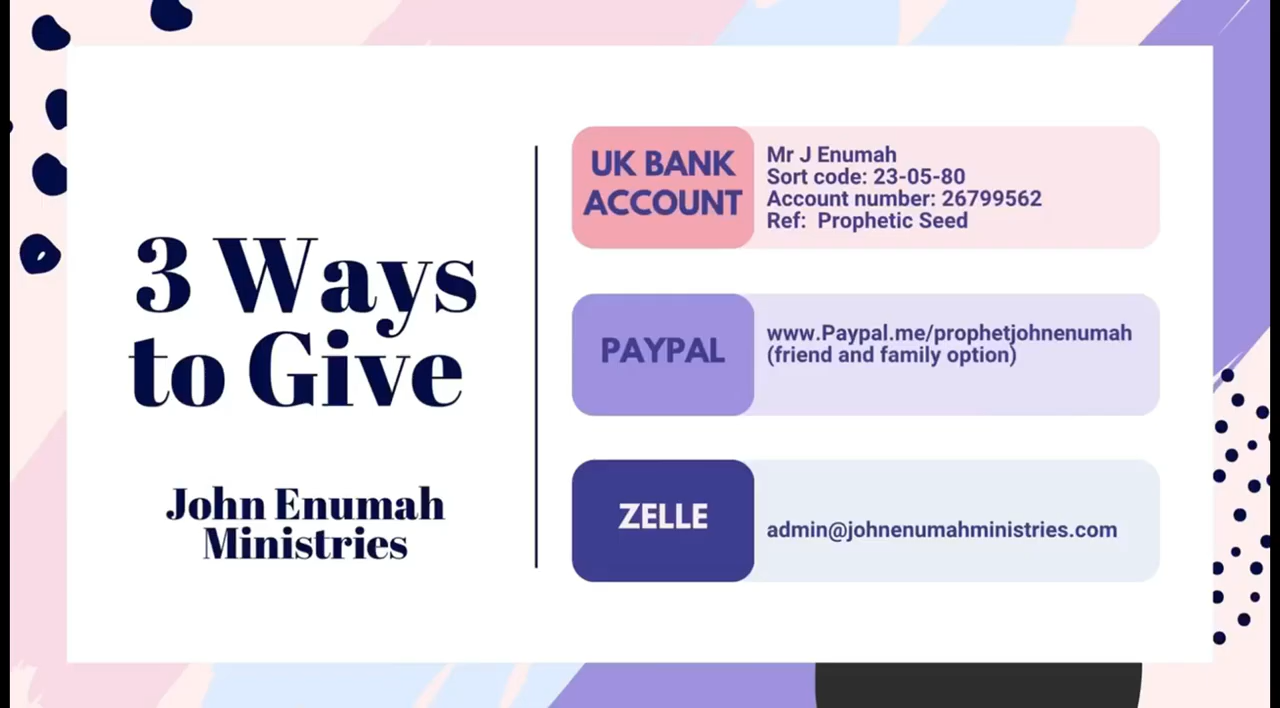 3 Ways
to Give
John Enumah
Ministries
UK BANK
ACCOUNT
Mr J Enumah
Sort code: 23-05-80
Account number: 26799562
Ref:  Prophetic Seed
PAYPAL
www.Paypal.me/prophetjohnenumah
(friend and family option)
ZELLE
admin@johnenumahministries.com